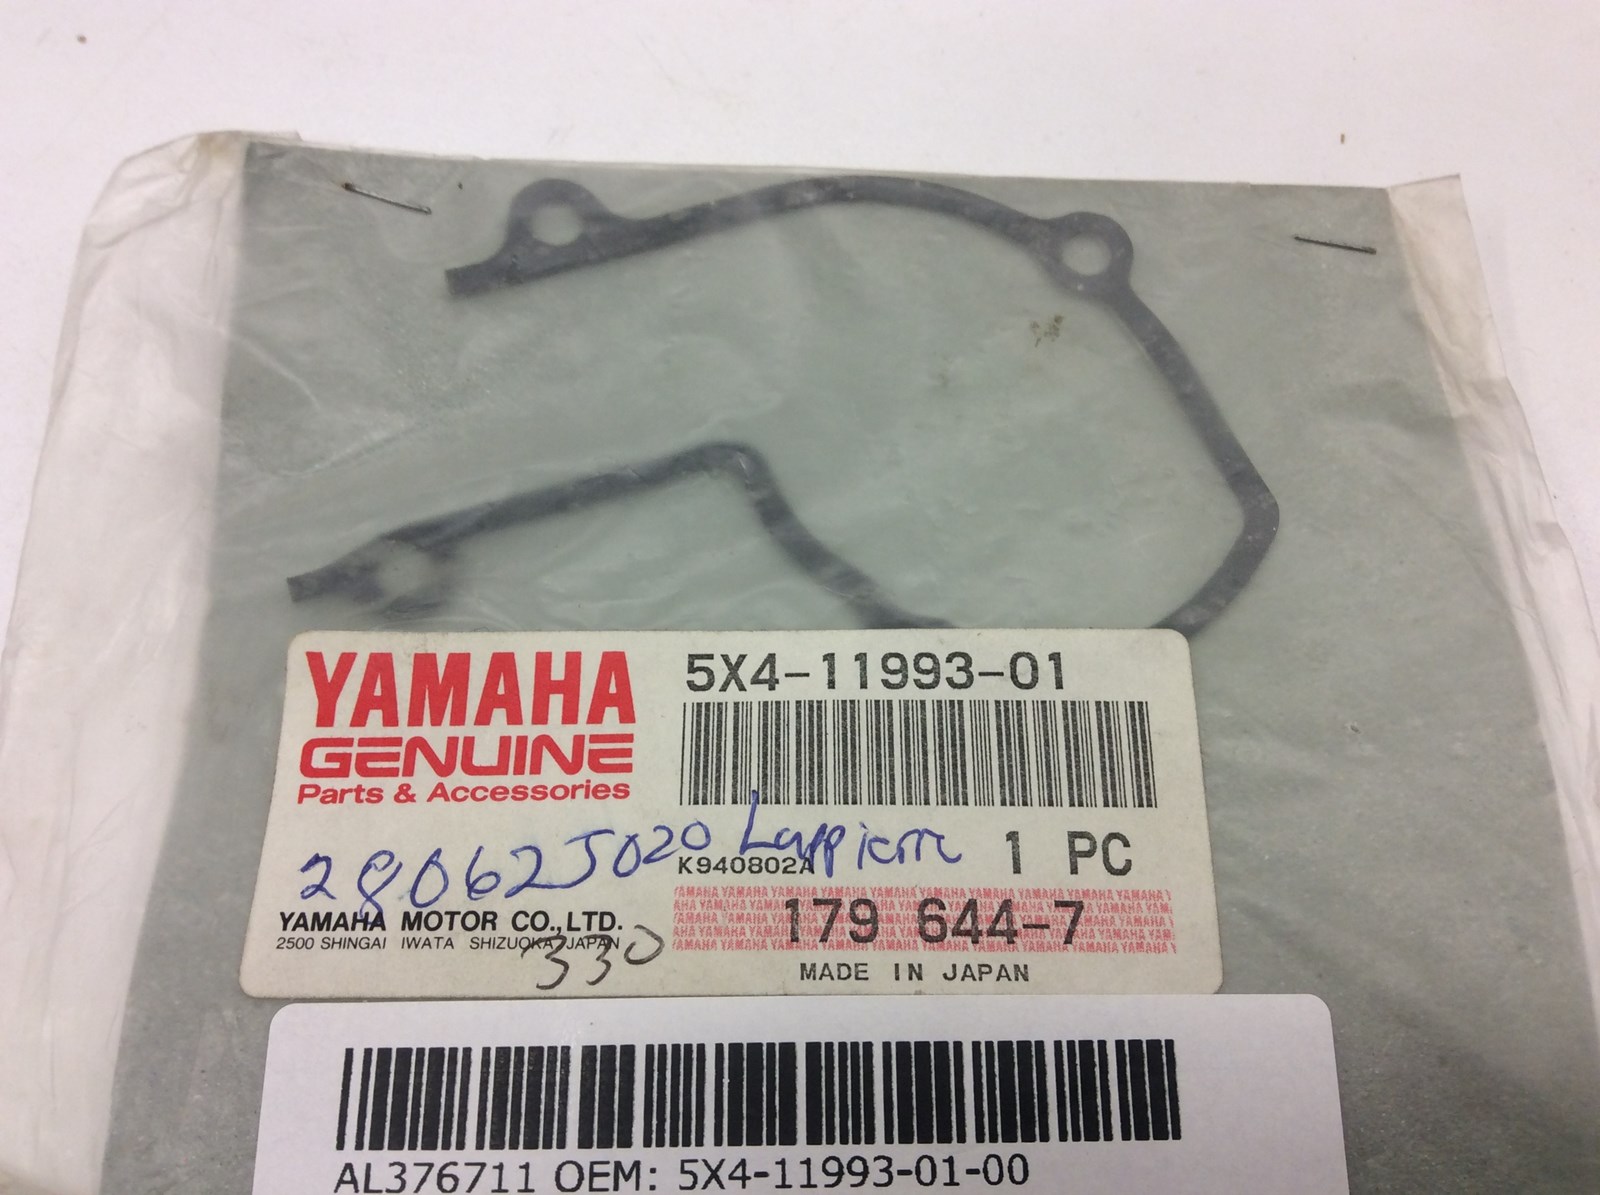 YAMAHA
GENUINE
Parts & Accessories
5X4-11993-01
28062J020
K940802A
1 PC
YAMAHA MOTOR CO.,LTD.
2500 SHINGAI IWATA SHIZUOKA JAPAN
330
179 644-7
MADE IN JAPAN
AL376711 OEM: 5X4-11993-01-00